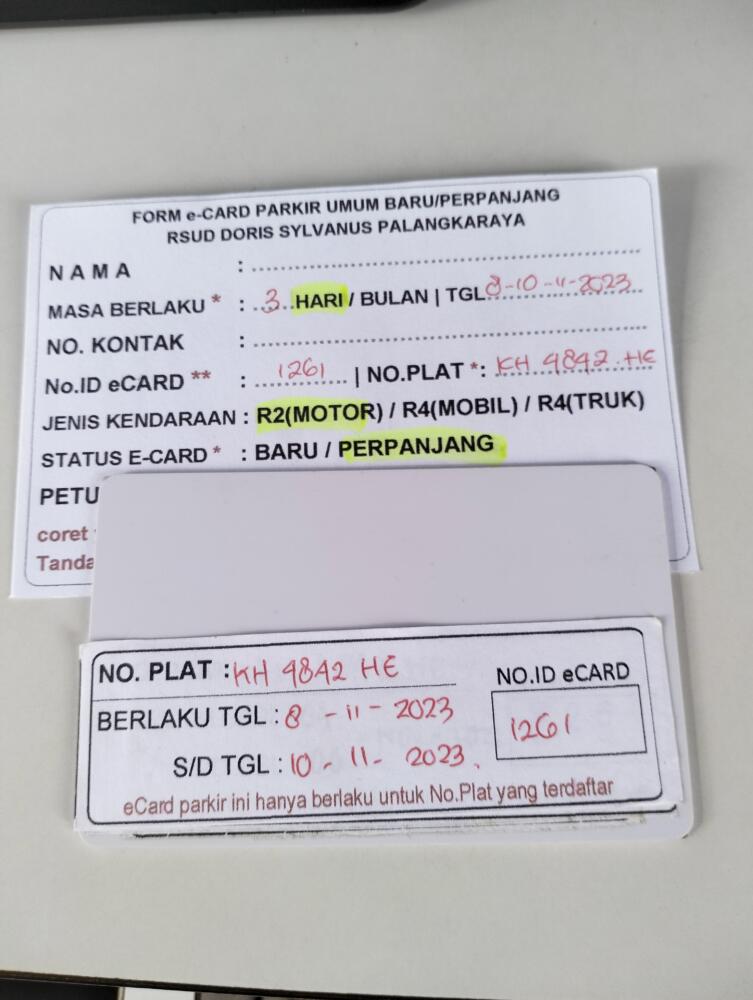 FORM e-CARD PARKIR UMUM BARU/PERPANJANG
RSUD DORIS SYLVANUS PALANGKARAYA
NAMA :
MASA BERLAKU * : 3 HARI / BULAN | TGL 8-10-11-2023
NO. KONTAK :
No.ID eCARD ** : 1261 | NO.PLAT *: KH 4842 HE
JENIS KENDARAAN : R2(MOTOR) / R4(MOBIL) / R4(TRUK)
STATUS E-CARD * : BARU / PERPANJANG
PETU
coret
Tanda
NO. PLAT : KH 4842 HE
NO.ID eCARD
BERLAKU TGL : 8 - 11 - 2023
1261
S/D TGL : 10 - 11 - 2023.
eCard parkir ini hanya berlaku untuk No.Plat yang terdaftar